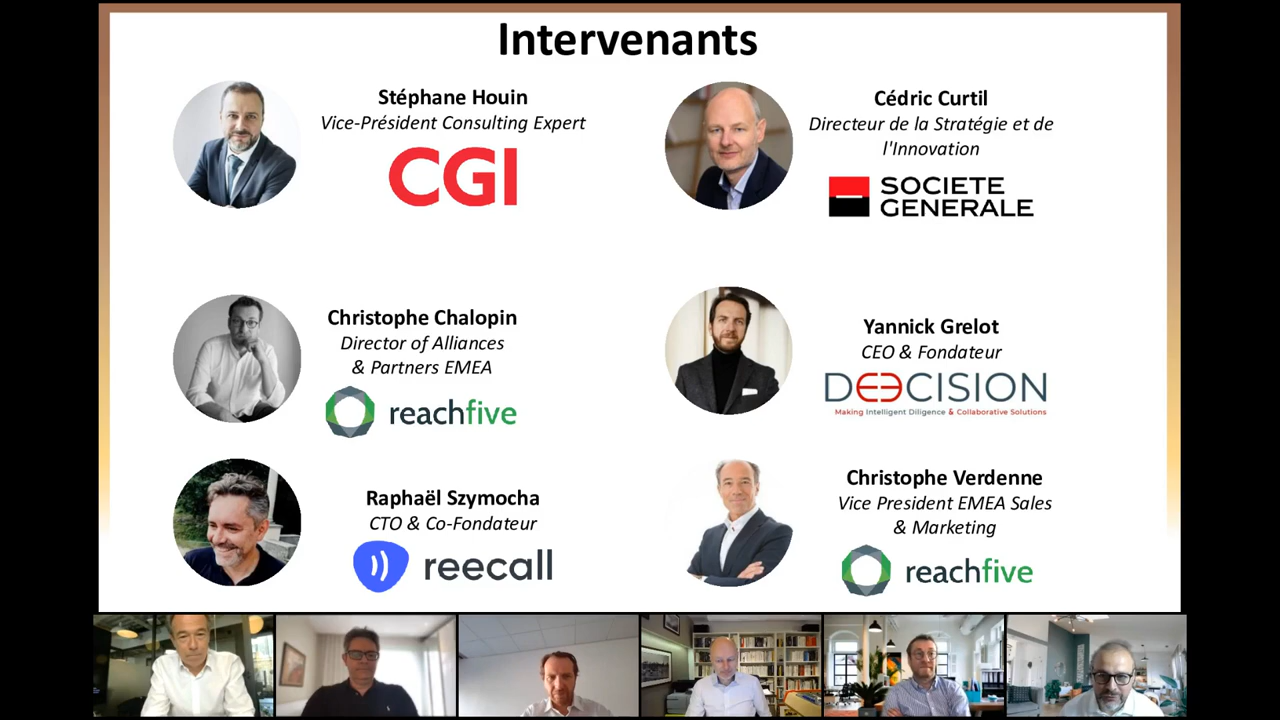 Intervenants
Stéphane Houin
Vice-Président Consulting Expert
CGI
Cédric Curtil
Directeur de la Stratégie et de
l'Innovation
SOCIETE
GENERALE
Christophe Chalopin
Director of Alliances
& Partners EMEA
reachfive
Yannick Grelot
CEO & Fondateur
DEECISION
Making Intelligent Diligence & Collaborative Solutions
Raphaël Szymocha
CTO & Co-Fondateur
reecall
Christophe Verdenne
Vice President EMEA Sales
& Marketing
reachfive